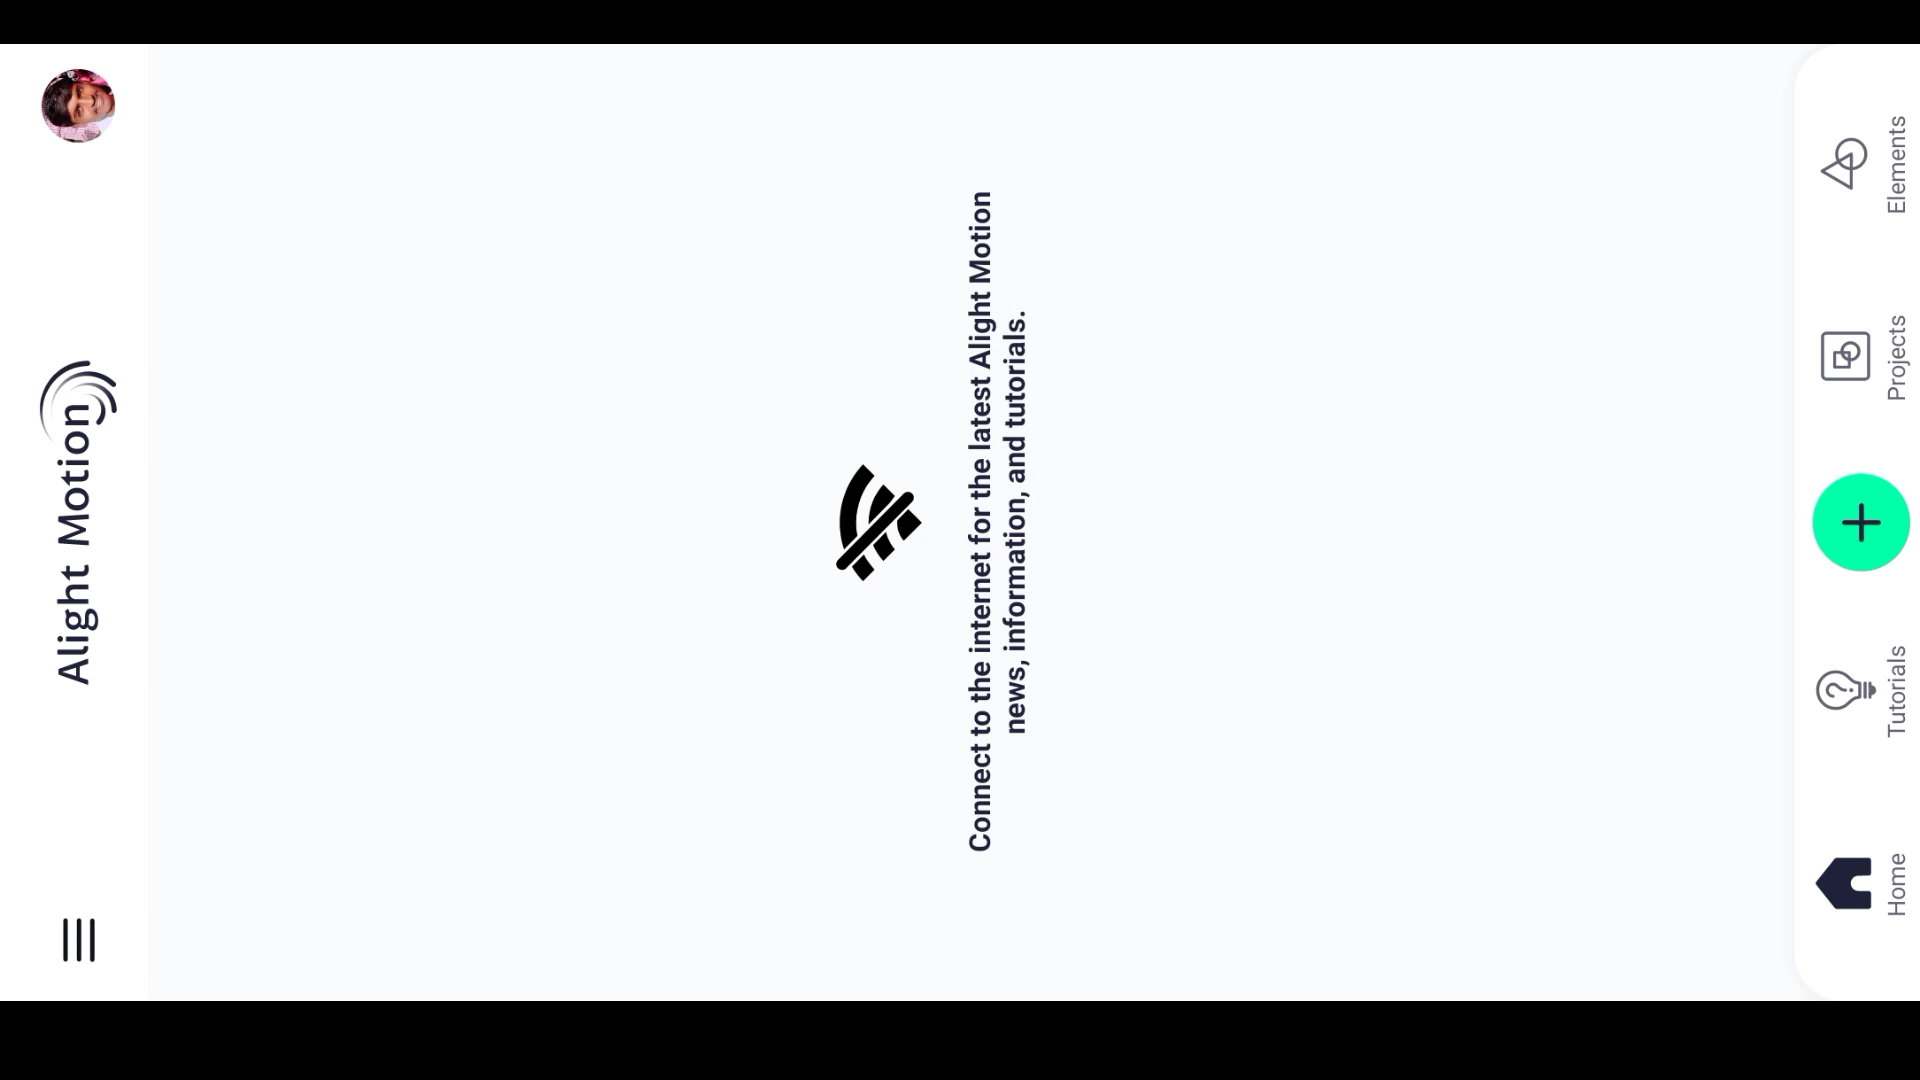 Alight Motion
Connect to the internet for the latest Alight Motion
news, information, and tutorials.
Home
Tutorials
Projects
Elements